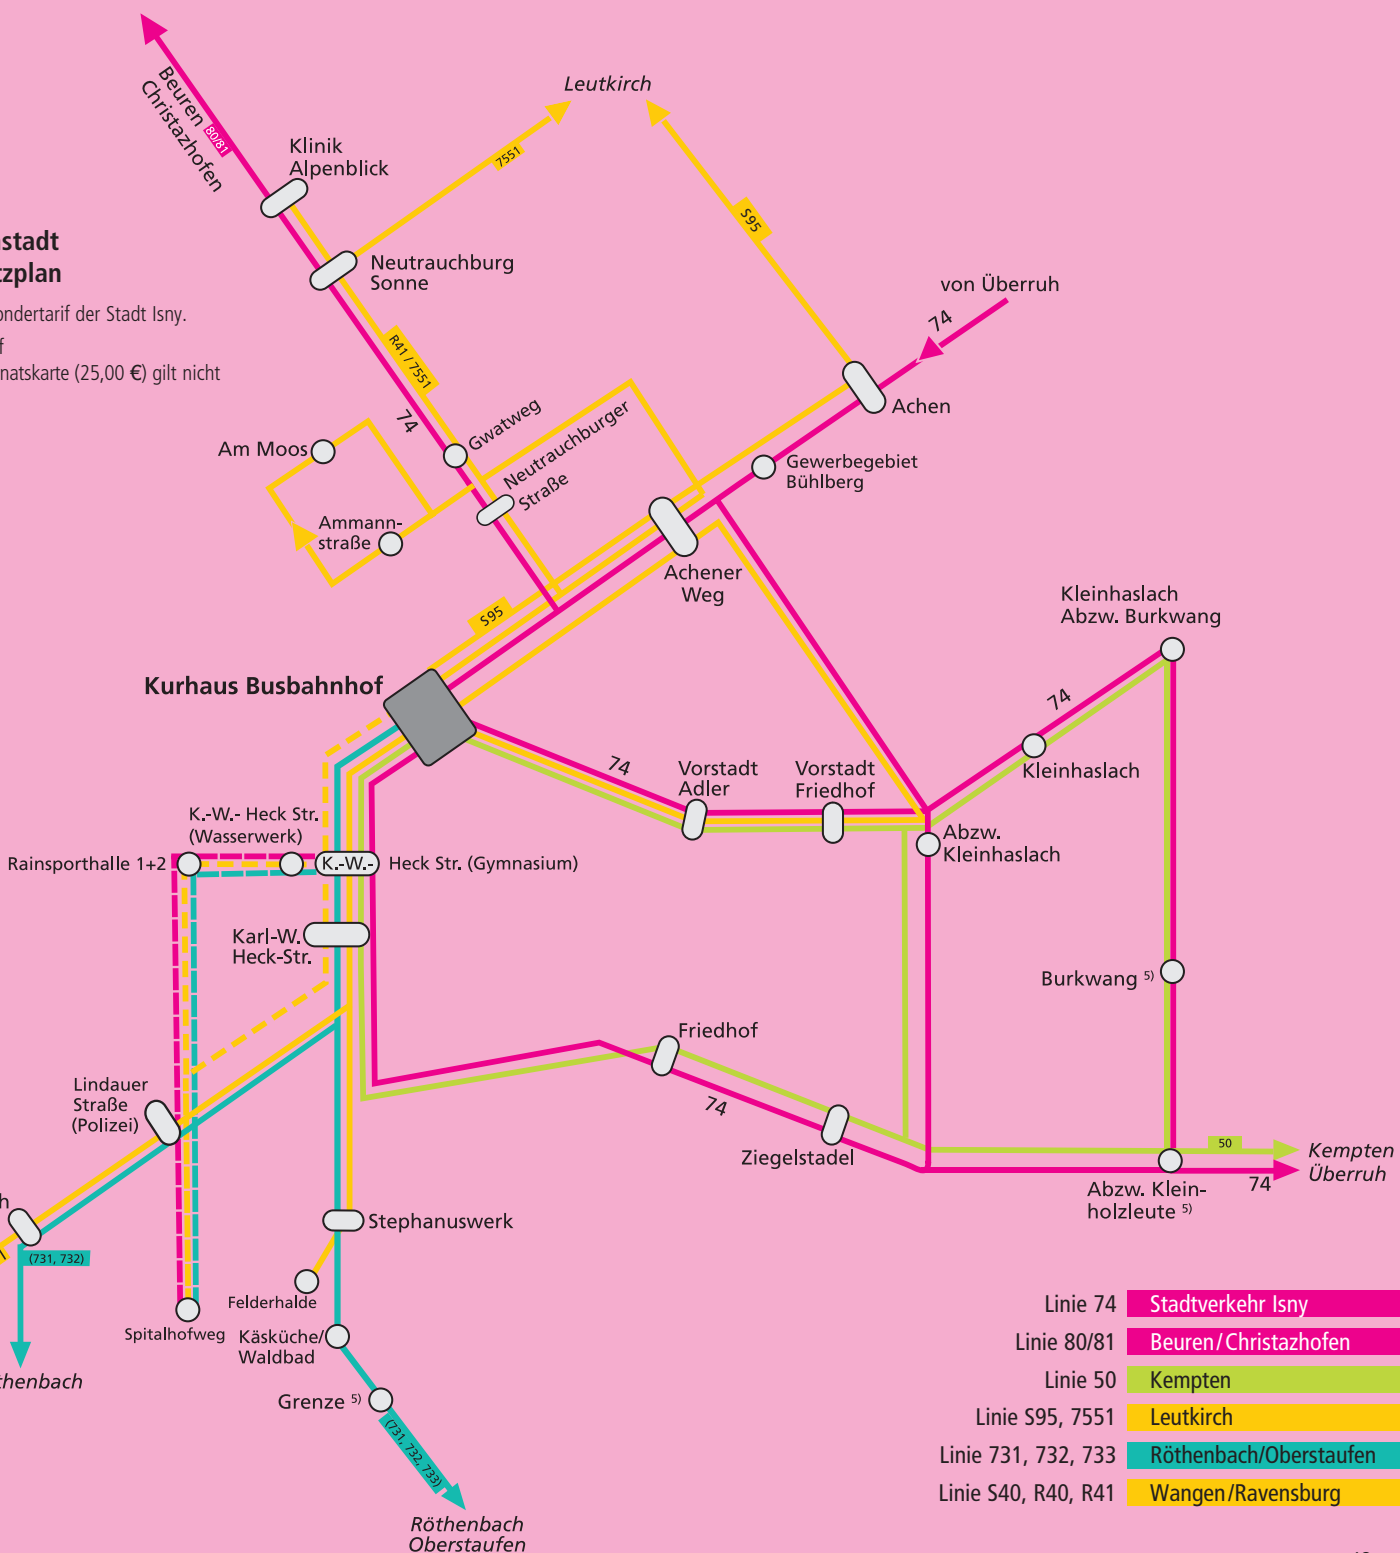 Beuren
Christazhofen
80/81
Leutkirch
7551
S95
Klinik
Alpenblick
Neutrauchburg
Sonne
von Überruh
74
R41 / 7551
74
Achen
Gwatweg
Neutrauchburger
Straße
Am Moos
Ammann-
straße
Gewerbegebiet
Bühlberg
Achener
Weg
S95
Kurhaus Busbahnhof
Kleinhaslach
Abzw. Burkwang
74
Kleinhaslach
74
Vorstadt
Adler
Vorstadt
Friedhof
Abzw.
Kleinhaslach
K.-W.- Heck Str.
(Wasserwerk)
Rainsporthalle 1+2
K.-W.- Heck Str. (Gymnasium)
Karl-W.
Heck-Str.
Burkwang 5)
Friedhof
74
Ziegelstadel
Lindauer
Straße
(Polizei)
50
Kempten
Überruh
74
Abzw. Klein-
holzleute 5)
Stephanuswerk
(731, 732)
Felderhalde
Spitalhofweg
Käsküche/
Waldbad
Grenze 5)
(731, 732, 733)
Röthenbach
Oberstaufen
€) gilt nicht
ondertarif der Stadt Isny.
Linie 74 Stadtverkehr Isny
Linie 80/81 Beuren/Christazhofen
Linie 50 Kempten
Linie S95, 7551 Leutkirch
Linie 731, 732, 733 Röthenbach/Oberstaufen
Linie S40, R40, R41 Wangen/Ravensburg